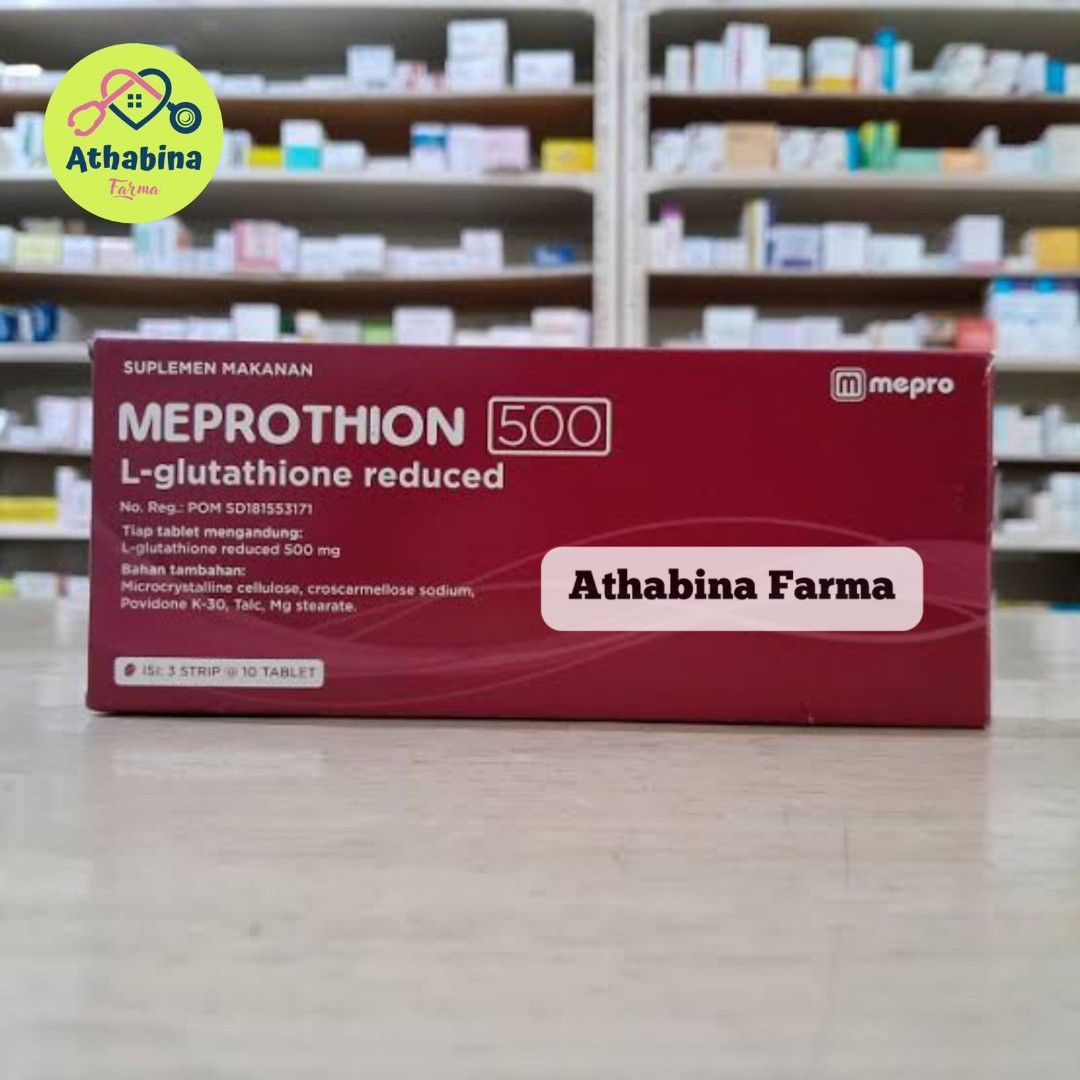 Athabina
Farma
SUPLEMEN MAKANAN
mepro
MEPROTHION 500
L-glutathione reduced
No. Reg.: POM SD181553171
Tiap tablet mengandung:
L-glutathione reduced 500 mg
Bahan tambahan:
Microcrystalline cellulose, croscarmellose sodium,
Povidone K-30, Talc, Mg stearate.
Athabina Farma
ISI: 3 STRIP @ 10 TABLET